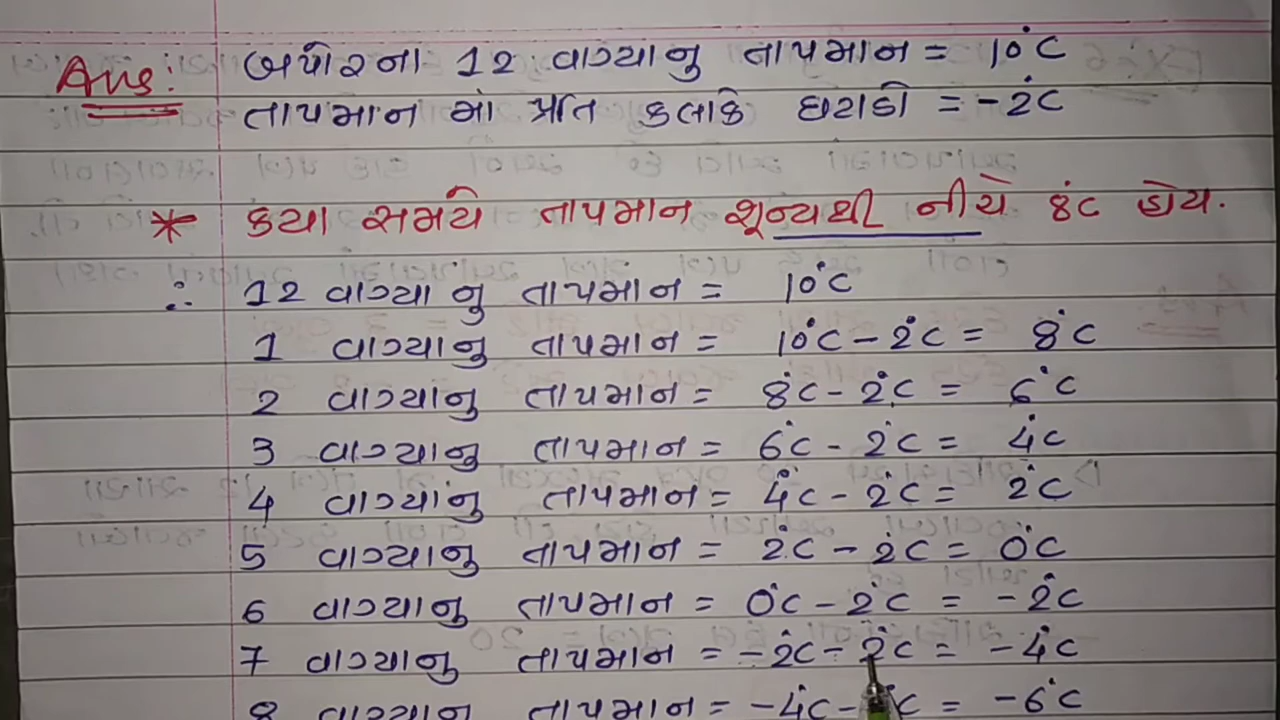 Ans: બપોરના 12 વાગ્યાનુ તાપમાન = 10°C
તાપમાન મા પ્રતિ કલાકે ઘટાડો = -2°C
* કયા સમયે તાપમાન શૂન્યથી નીચે 8°C હોય.
∴ 12 વાગ્યા નુ તાપમાન = 10°C
1 વાગ્યાનુ તાપમાન = 10°C - 2°C = 8°C
2 વાગ્યાનુ તાપમાન = 8°C - 2°C = 6°C
3 વાગ્યાનુ તાપમાન = 6°C - 2°C = 4°C
4 વાગ્યાનુ તાપમાન = 4°C - 2°C = 2°C
5 વાગ્યાનુ તાપમાન = 2°C - 2°C = 0°C
6 વાગ્યાનુ તાપમાન = 0°C - 2°C = -2°C
7 વાગ્યાનુ તાપમાન = -2°C - 2°C = -4°C
8 વાગ્યાનુ તાપમાન = -4°C - °C = -6°C